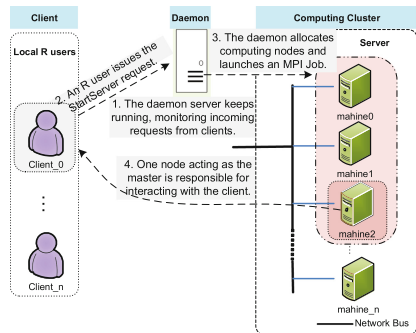 Client
Daemon
Computing Cluster
Local R users
Server
2. An R user issues the
StartServer request.
3. The daemon allocates
computing nodes and
launches an MPI Job.
0
1. The daemon server keeps
running, monitoring incoming
requests from clients.
4. One node acting as the
master is responsible for
interacting with the client.
Client_0
Client_n
mahine0
mahine1
mahine2
mahine_n
Network Bus